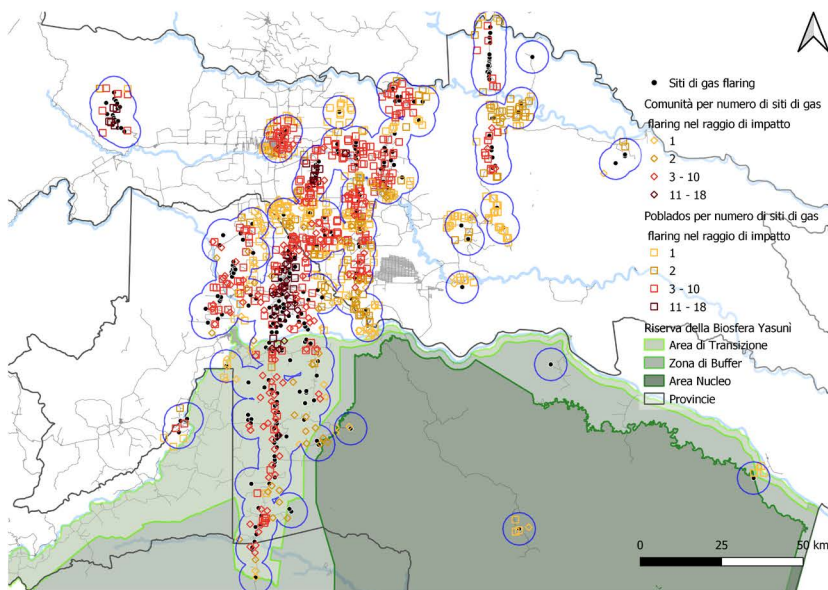 Siti di gas flaring
Comunità per numero di siti di gas
flaring nel raggio di impatto
1
2
3 - 10
11 - 18
Poblados per numero di siti di gas
flaring nel raggio di impatto
1
2
3 - 10
11 - 18
Riserva della Biosfera Yasunì
Area di Transizione
Zona di Buffer
Area Nucleo
Provincie
0 25 50 km